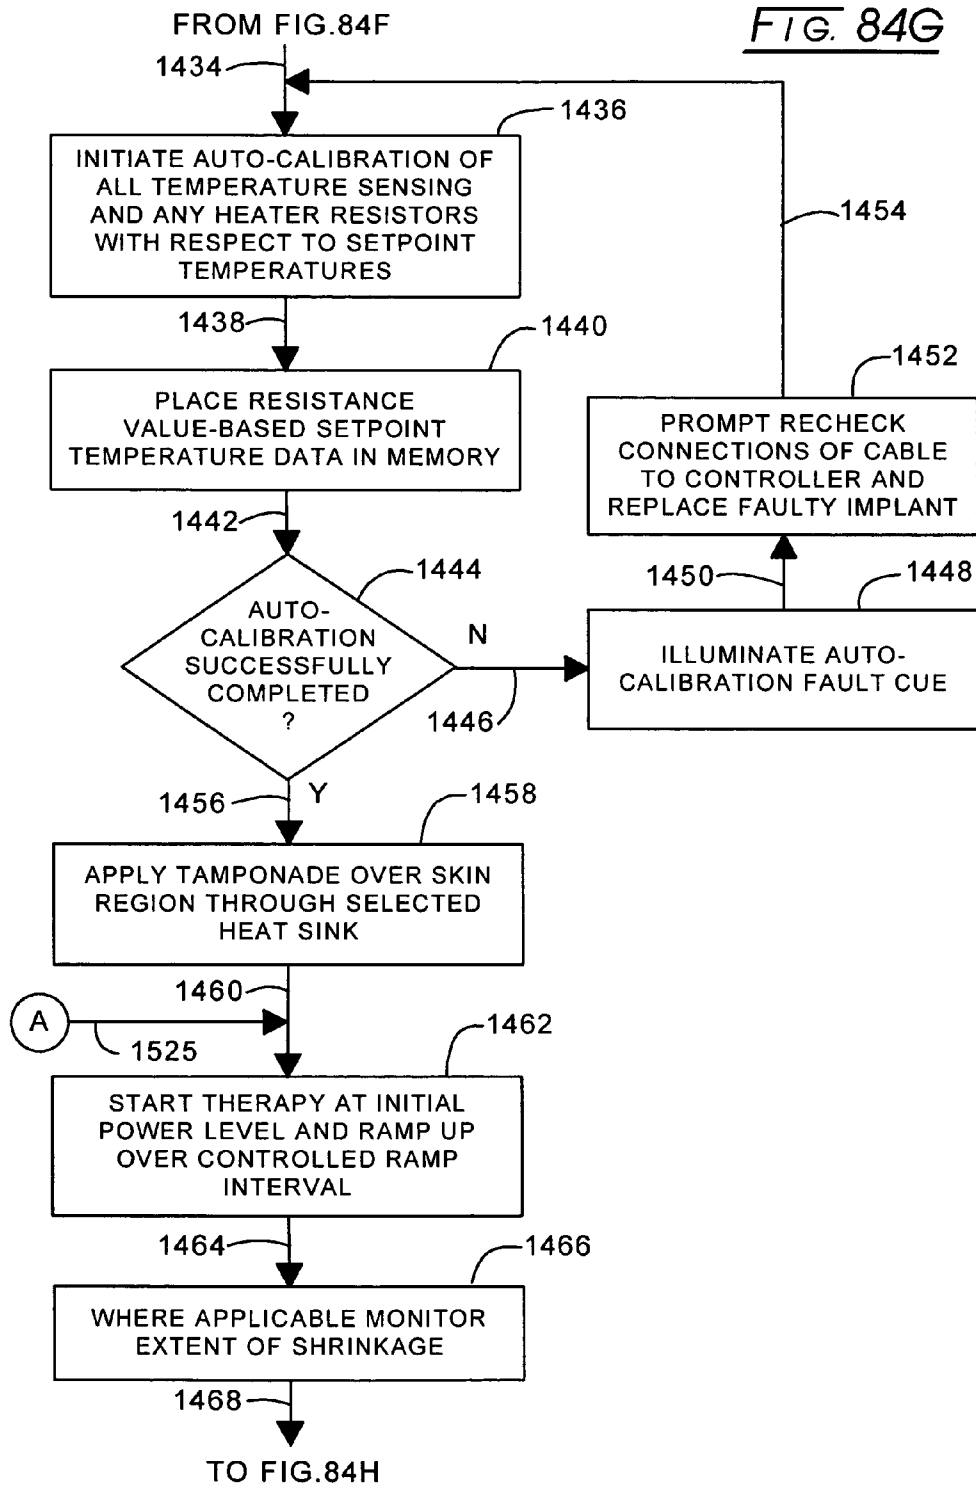 FROM FIG.84F
FIG. 84G
1434
1436
INITIATE AUTO-CALIBRATION OF
ALL TEMPERATURE SENSING
AND ANY HEATER RESISTORS
WITH RESPECT TO SETPOINT
TEMPERATURES
1454
1438
1440
PLACE RESISTANCE
VALUE-BASED SETPOINT
TEMPERATURE DATA IN MEMORY
1452
PROMPT RECHECK
CONNECTIONS OF CABLE
TO CONTROLLER AND
REPLACE FAULTY IMPLANT
1442
1444
AUTO-
CALIBRATION
SUCCESSFULLY
COMPLETED
?
N
1446
1450
1448
ILLUMINATE AUTO-
CALIBRATION FAULT CUE
1456
Y
1458
APPLY TAMPONADE OVER SKIN
REGION THROUGH SELECTED
HEAT SINK
1460
A
1525
1462
START THERAPY AT INITIAL
POWER LEVEL AND RAMP UP
OVER CONTROLLED RAMP
INTERVAL
1464
1466
WHERE APPLICABLE MONITOR
EXTENT OF SHRINKAGE
1468
TO FIG.84H